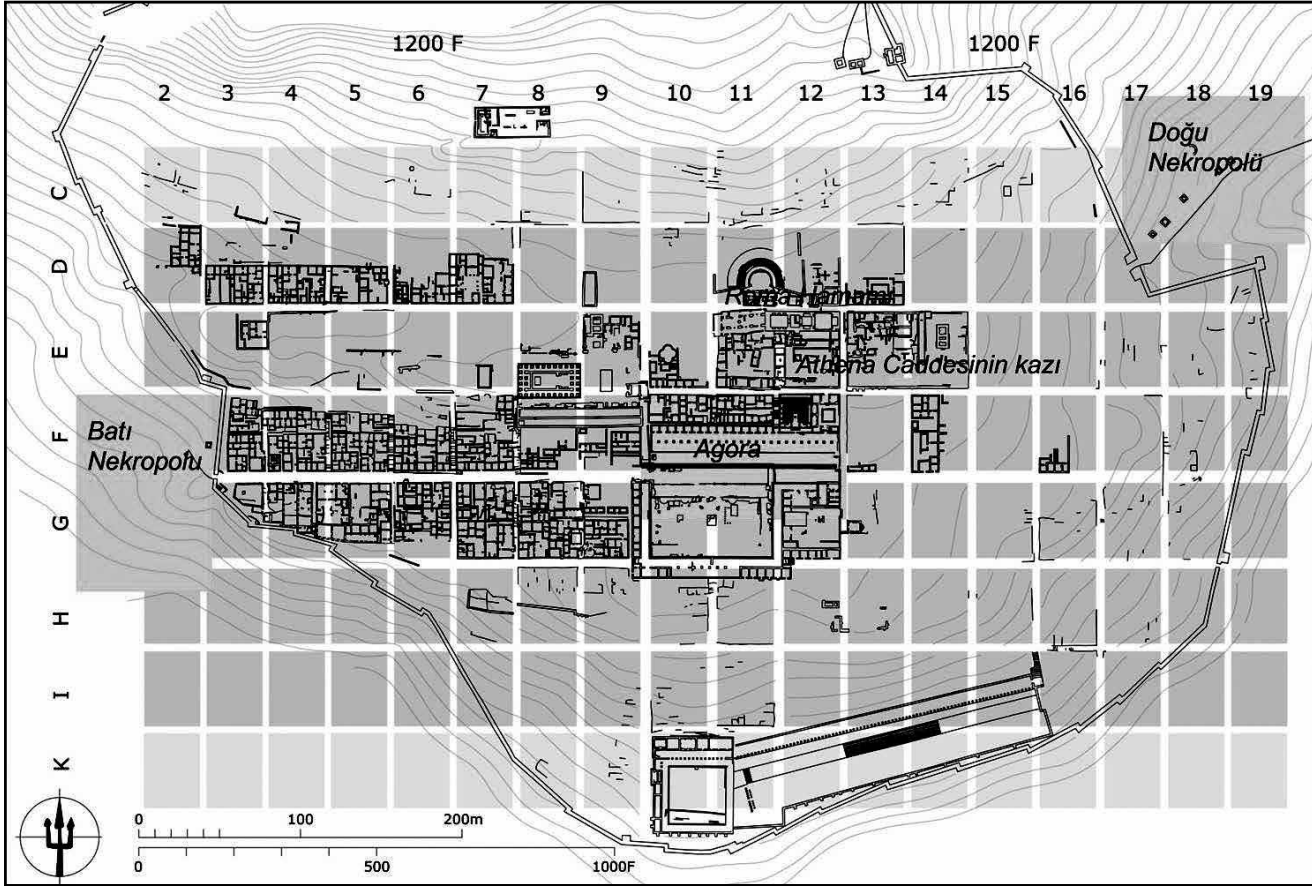 1200 F 1200 F
2 3 4 5 6 7 8 9 10 11 12 13 14 15 16 17 18 19
Doğu
Nekropolü
C
D
E
F
G
H
I
K
Roma Hamamı
Athena Caddesinin kazı
Batı
Nekropolü
Agora
0 100 200m
0 500 1000F